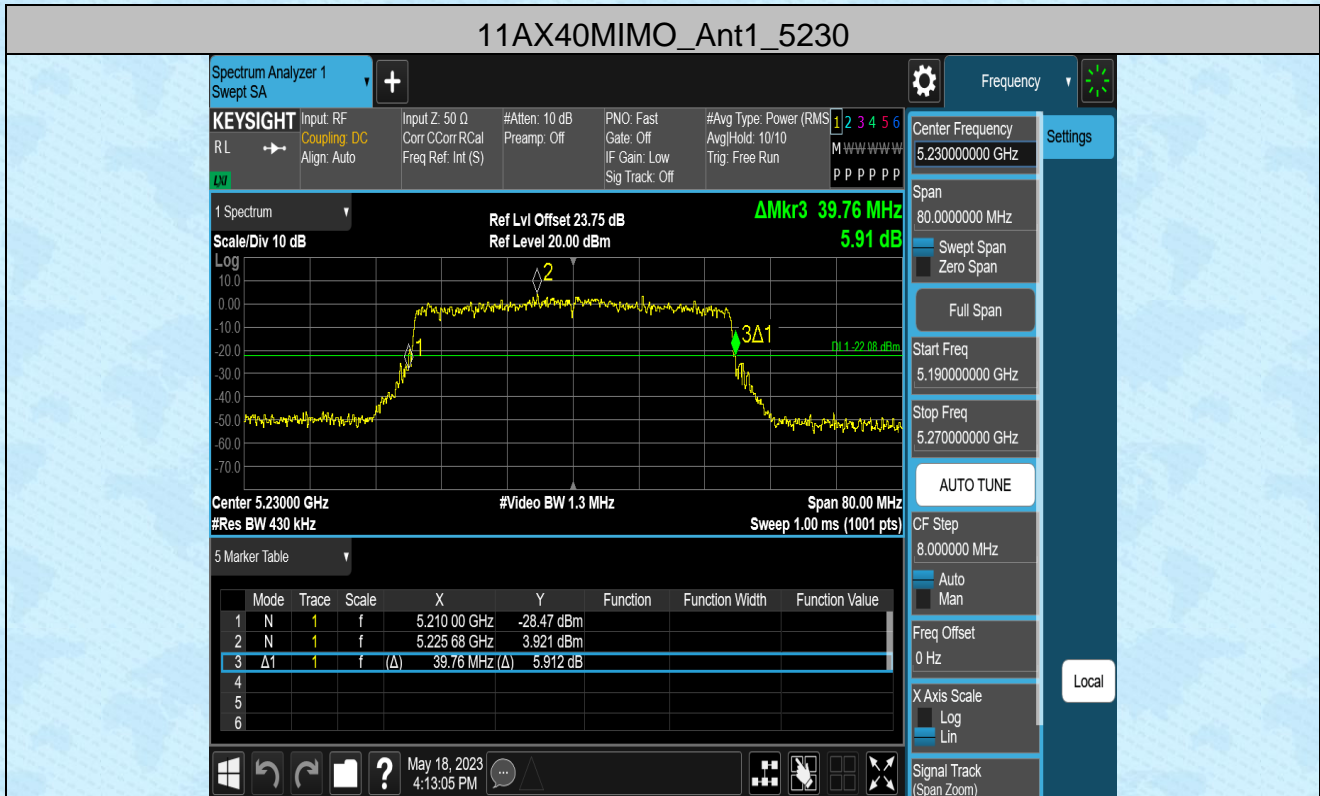 11AX40MIMO_Ant1_5230
Spectrum Analyzer 1
Swept SA
+
Frequency
KEYSIGHT
RL
LXI
Input: RF
Coupling: DC
Align: Auto
Input Z: 50 Ω
Corr CCorr RCal
Freq Ref: Int (S)
#Atten: 10 dB
Preamp: Off
PNO: Fast
Gate: Off
IF Gain: Low
Sig Track: Off
#Avg Type: Power (RMS
Avg|Hold: 10/10
Trig: Free Run
1 2 3 4 5 6
M W W W W W
P P P P P P
1 Spectrum
Scale/Div 10 dB
Ref Lvl Offset 23.75 dB
Ref Level 20.00 dBm
ΔMkr3 39.76 MHz
5.91 dB
Log
10.0
0.00
-10.0
-20.0
-30.0
-40.0
-50.0
-60.0
-70.0
1
2
3Δ1
DL1 -22.08 dBm
Center 5.23000 GHz
#Video BW 1.3 MHz
Span 80.00 MHz
#Res BW 430 kHz
Sweep 1.00 ms (1001 pts)
5 Marker Table
Mode Trace Scale X Y Function Function Width Function Value
1 N 1 f 5.210 00 GHz -28.47 dBm
2 N 1 f 5.225 68 GHz 3.921 dBm
3 Δ1 1 f (Δ) 39.76 MHz (Δ) 5.912 dB
4
5
6
?
May 18, 2023
4:13:05 PM
Center Frequency
5.230000000 GHz
Settings
Span
80.0000000 MHz
Swept Span
Zero Span
Full Span
Start Freq
5.190000000 GHz
Stop Freq
5.270000000 GHz
AUTO TUNE
CF Step
8.000000 MHz
Auto
Man
Freq Offset
0 Hz
X Axis Scale
Log
Lin
Local
Signal Track
(Span Zoom)